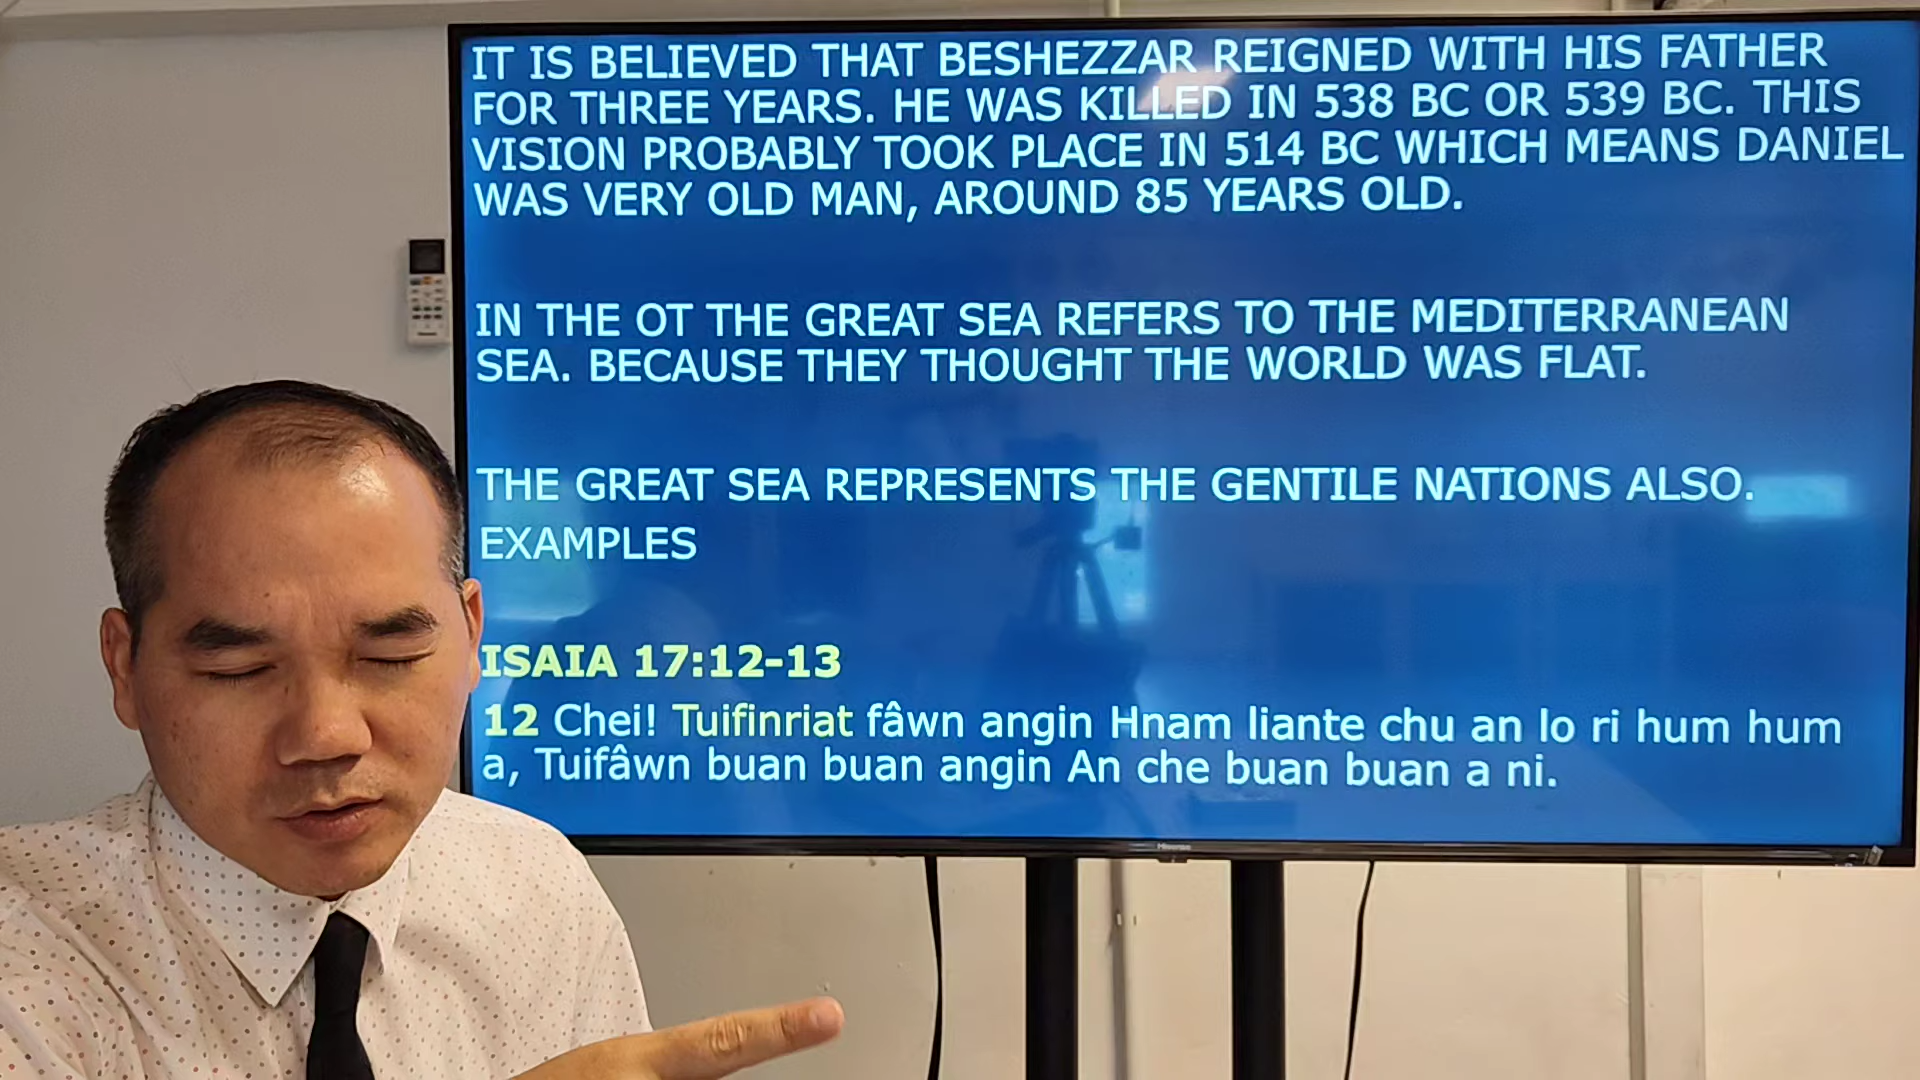 IT IS BELIEVED THAT BESHEZZAR REIGNED WITH HIS FATHER
FOR THREE YEARS. HE WAS KILLED IN 538 BC OR 539 BC. THIS
VISION PROBABLY TOOK PLACE IN 514 BC WHICH MEANS DANIEL
WAS VERY OLD MAN, AROUND 85 YEARS OLD.
IN THE OT THE GREAT SEA REFERS TO THE MEDITERRANEAN
SEA. BECAUSE THEY THOUGHT THE WORLD WAS FLAT.
THE GREAT SEA REPRESENTS THE GENTILE NATIONS ALSO.
EXAMPLES
ISAIA 17:12-13
12 Chei! Tuifinriat fâwn angin Hnam liante chu an lo ri hum hum
a, Tuifâwn buan buan angin An che buan buan a ni.
Hisense